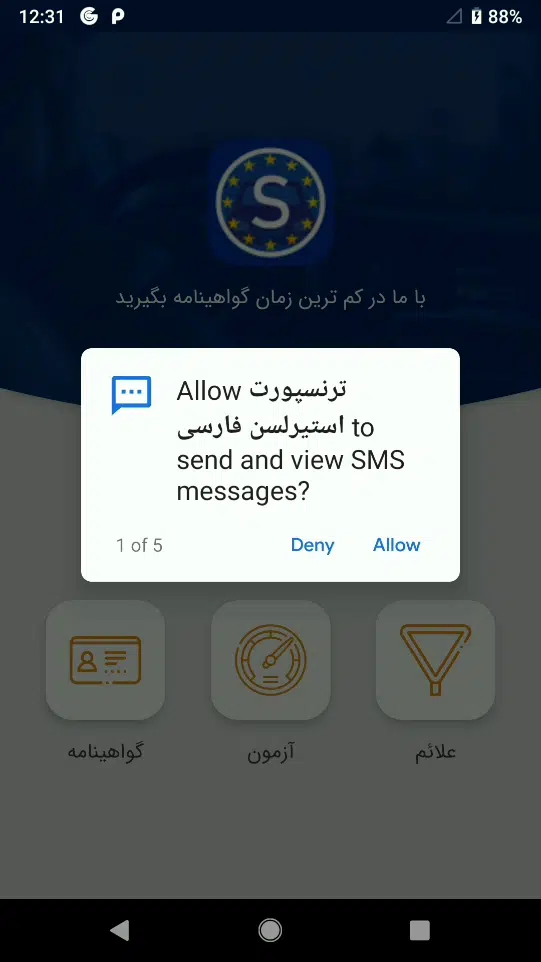 12:31
88%
S
با ما در کم ترین زمان گواهینامه بگیرید
Allow ترنسپورت
استیرلسن فارسی to
send and view SMS
messages?
1 of 5
Deny
Allow
گواهینامه
آزمون
علائم